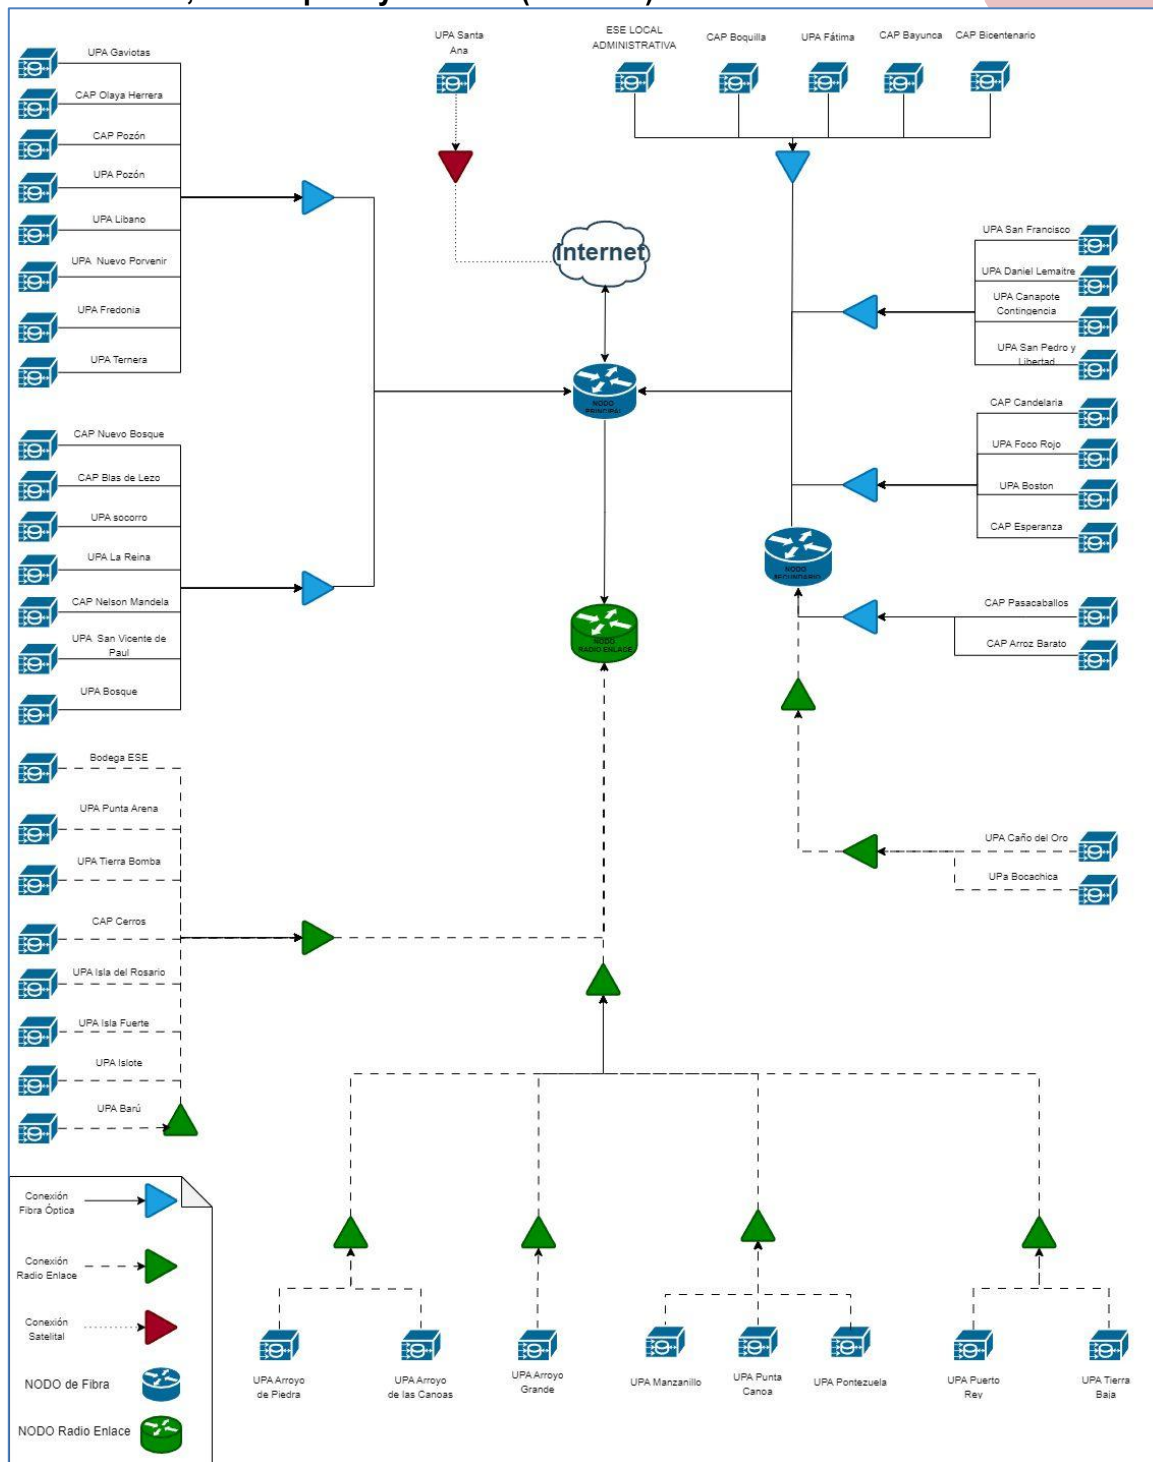 UPA Gaviotas
CAP Olaya Herrera
CAP Pozón
UPA Pozón
UPA Libano
UPA Nuevo Porvenir
UPA Fredonia
UPA Ternera
UPA Santa
Ana
ESE LOCAL
ADMINISTRATIVA
CAP Boquilla
UPA Fátima
CAP Bayunca
CAP Bicentenario
Internet
UPA San Francisco
UPA Daniel Lemaitre
UPA Canapote
Contingencia
UPA San Pedro y
Libertad.
NODO
PRINCIPAL
CAP Candelaria
UPA Foco Rojo
UPA Boston
CAP Esperanza
CAP Nuevo Bosque
CAP Blas de Lezo
UPA socorro
UPA La Reina
CAP Nelson Mandela
UPA San Vicente de
Paul
UPA Bosque
NODO
SECUNDARIO
NODO
RADIO ENLACE
CAP Pasacaballos
CAP Arroz Barato
Bodega ESE
UPA Punta Arena
UPA Tierra Bomba
CAP Cerros
UPA Isla del Rosario
UPA Isla Fuerte
UPA Islote
UPA Barú
UPA Caño del Oro
UPa Bocachica
Conexión
Fibra Óptica
Conexión
Radio Enlace
Conexión
Satelital
NODO de Fibra
NODO Radio Enlace
UPA Arroyo
de Piedra
UPA Arroyo
de las Canoas
UPA Arroyo
Grande
UPA Manzanillo
UPA Punta
Canoa
UPA Pontezuela
UPA Puerto
Rey
UPA Tierra
Baja